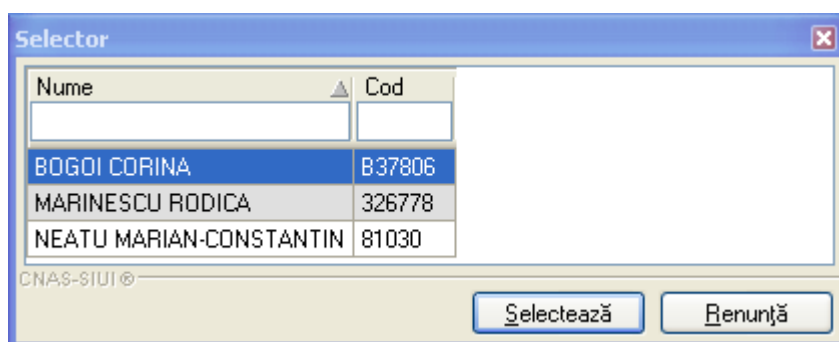 Selector
Nume Cod
BOGOI CORINA B37806
MARINESCU RODICA 326778
NEATU MARIAN-CONSTANTIN 81030
CNAS-SIUI®
Selectează Renunţă